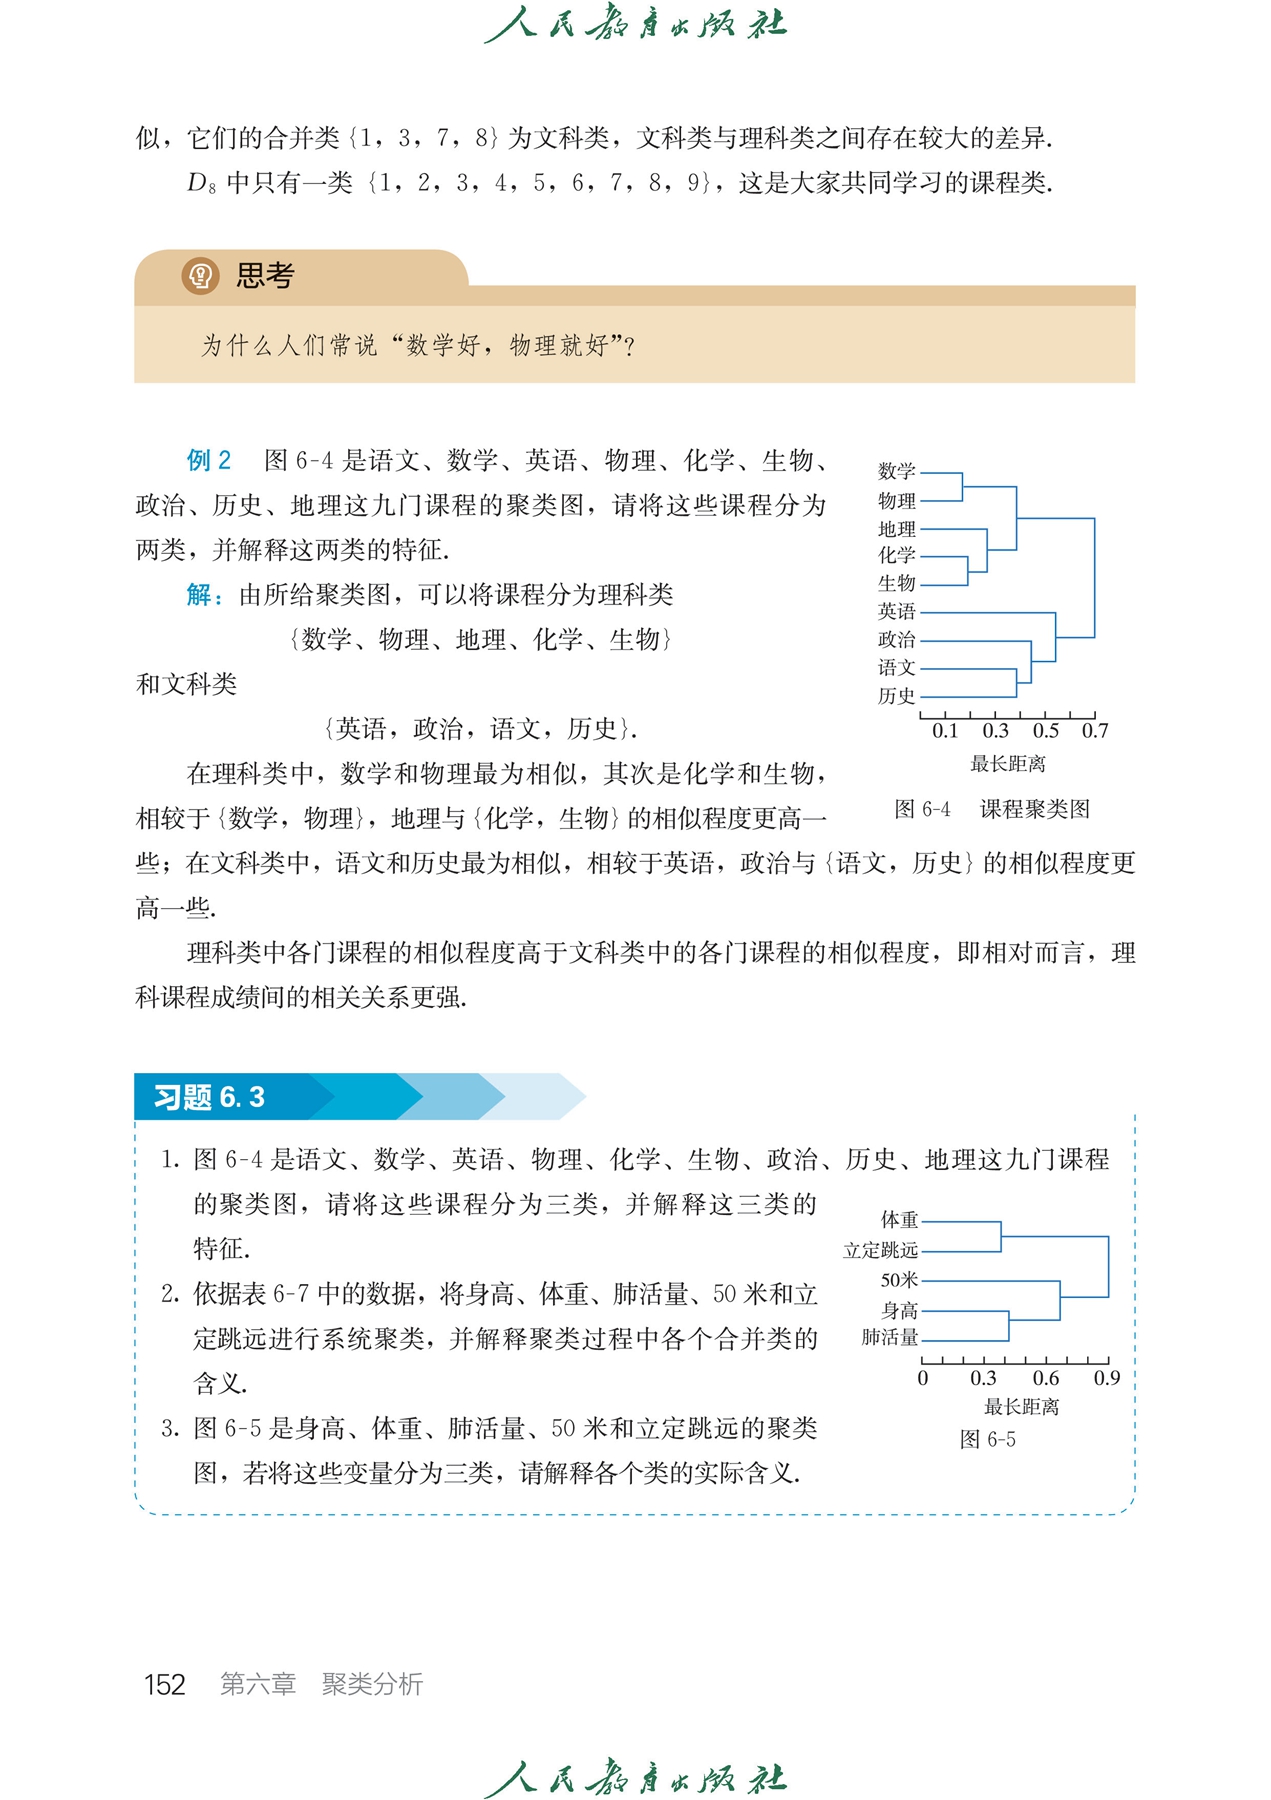 人民教育出版社
似，它们的合并类 {1，3，7，8} 为文科类，文科类与理科类之间存在较大的差异．
D₈ 中只有一类 {1，2，3，4，5，6，7，8，9}，这是大家共同学习的课程类．
思考
为什么人们常说“数学好，物理就好”？
例 2 图 6-4 是语文、数学、英语、物理、化学、生物、
政治、历史、地理这九门课程的聚类图，请将这些课程分为
两类，并解释这两类的特征．
解：由所给聚类图，可以将课程分为理科类
{数学、物理、地理、化学、生物}
和文科类
{英语，政治，语文，历史}．
在理科类中，数学和物理最为相似，其次是化学和生物，
相较于 {数学，物理}，地理与 {化学，生物} 的相似程度更高一
些；在文科类中，语文和历史最为相似，相较于英语，政治与 {语文，历史} 的相似程度更
高一些．
数学
物理
地理
化学
生物
英语
政治
语文
历史
0.1 0.3 0.5 0.7
最长距离
图 6-4 课程聚类图
理科类中各门课程的相似程度高于文科类中的各门课程的相似程度，即相对而言，理
科课程成绩间的相关关系更强．
习题 6.3
1. 图 6-4 是语文、数学、英语、物理、化学、生物、政治、历史、地理这九门课程
的聚类图，请将这些课程分为三类，并解释这三类的
特征．
2. 依据表 6-7 中的数据，将身高、体重、肺活量、50 米和立
定跳远进行系统聚类，并解释聚类过程中各个合并类的
含义．
3. 图 6-5 是身高、体重、肺活量、50 米和立定跳远的聚类
图，若将这些变量分为三类，请解释各个类的实际含义．
体重
立定跳远
50米
身高
肺活量
0 0.3 0.6 0.9
最长距离
图 6-5
152 第六章 聚类分析
人民教育出版社